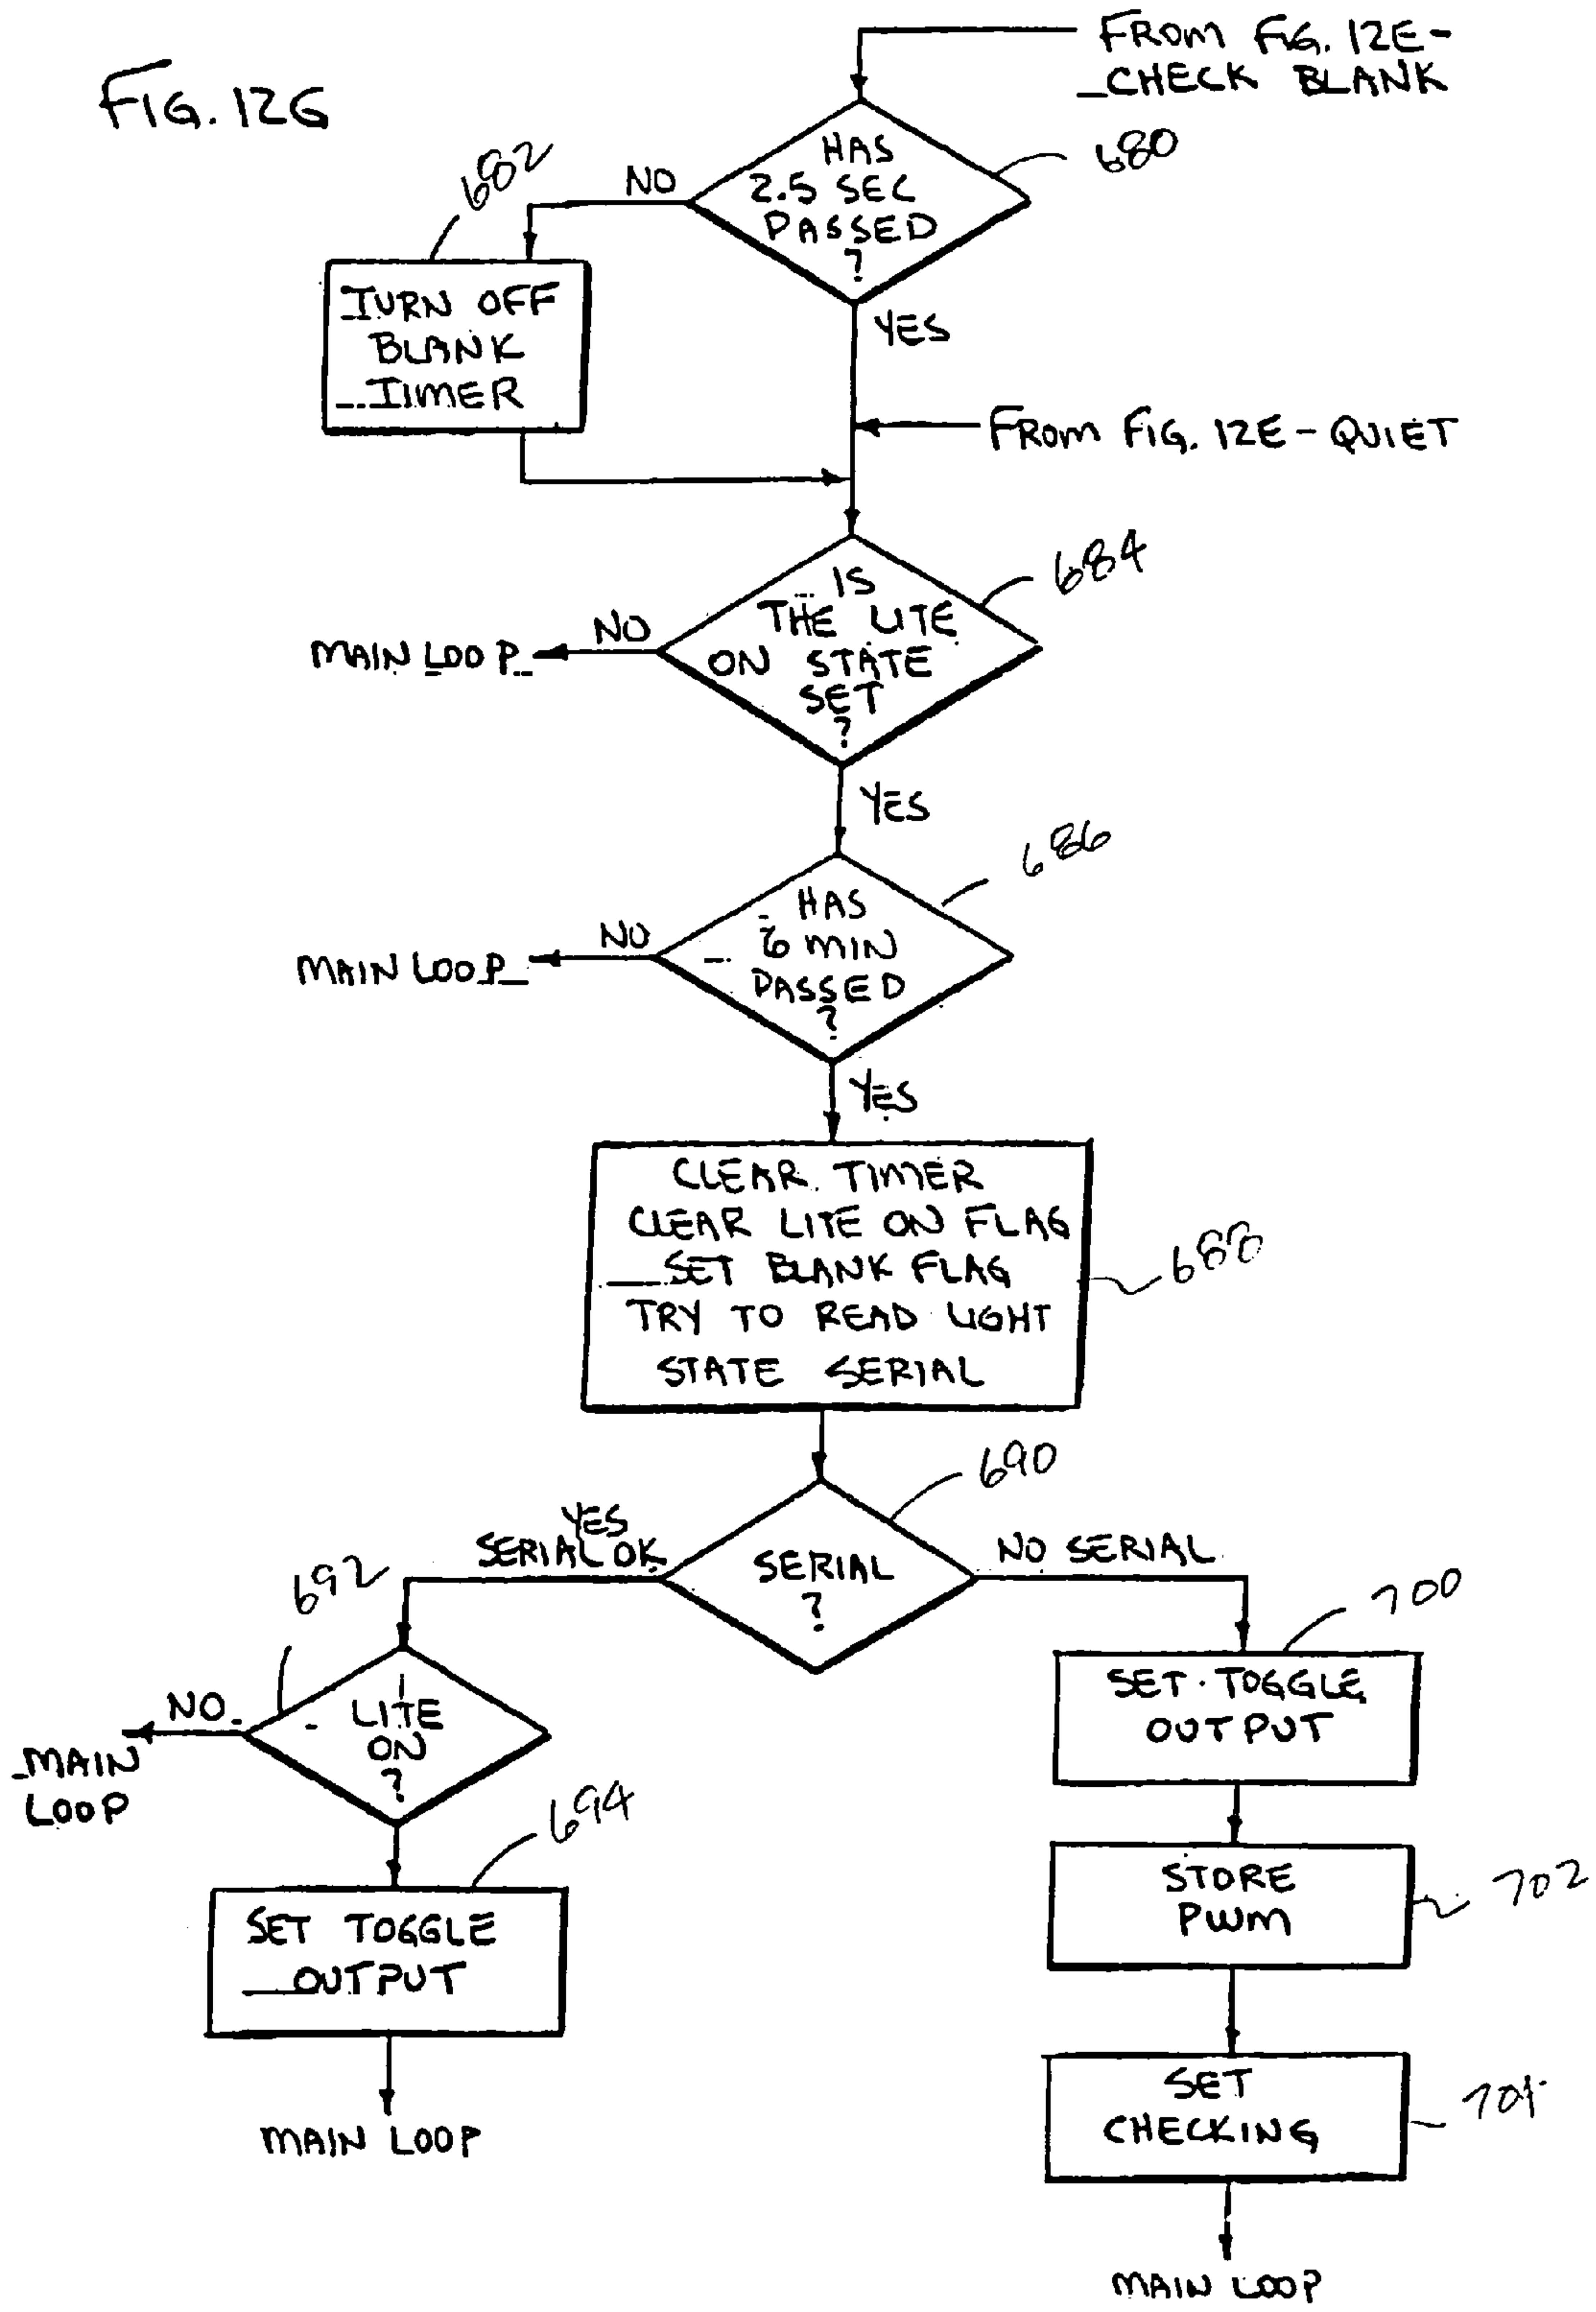 FIG. 12G
FROM FIG. 12E-
CHECK BLANK
680
HAS
2.5 SEC
PASSED
?
NO
682
TURN OFF
BLANK
TIMER
YES
FROM FIG. 12E - QUIET
684
IS
THE LITE
ON STATE
SET
?
NO
MAIN LOOP
YES
686
HAS
6 MIN
PASSED
?
NO
MAIN LOOP
YES
CLEAR TIMER
CLEAR LITE ON FLAG
SET BLANK FLAG
TRY TO READ LIGHT
STATE SERIAL
688
690
SERIAL
?
YES
SERIAL OK
NO SERIAL
692
LITE
ON
?
NO
MAIN
LOOP
694
SET TOGGLE
OUTPUT
MAIN LOOP
700
SET TOGGLE
OUTPUT
STORE
PWM
702
SET
CHECKING
MAIN LOOP